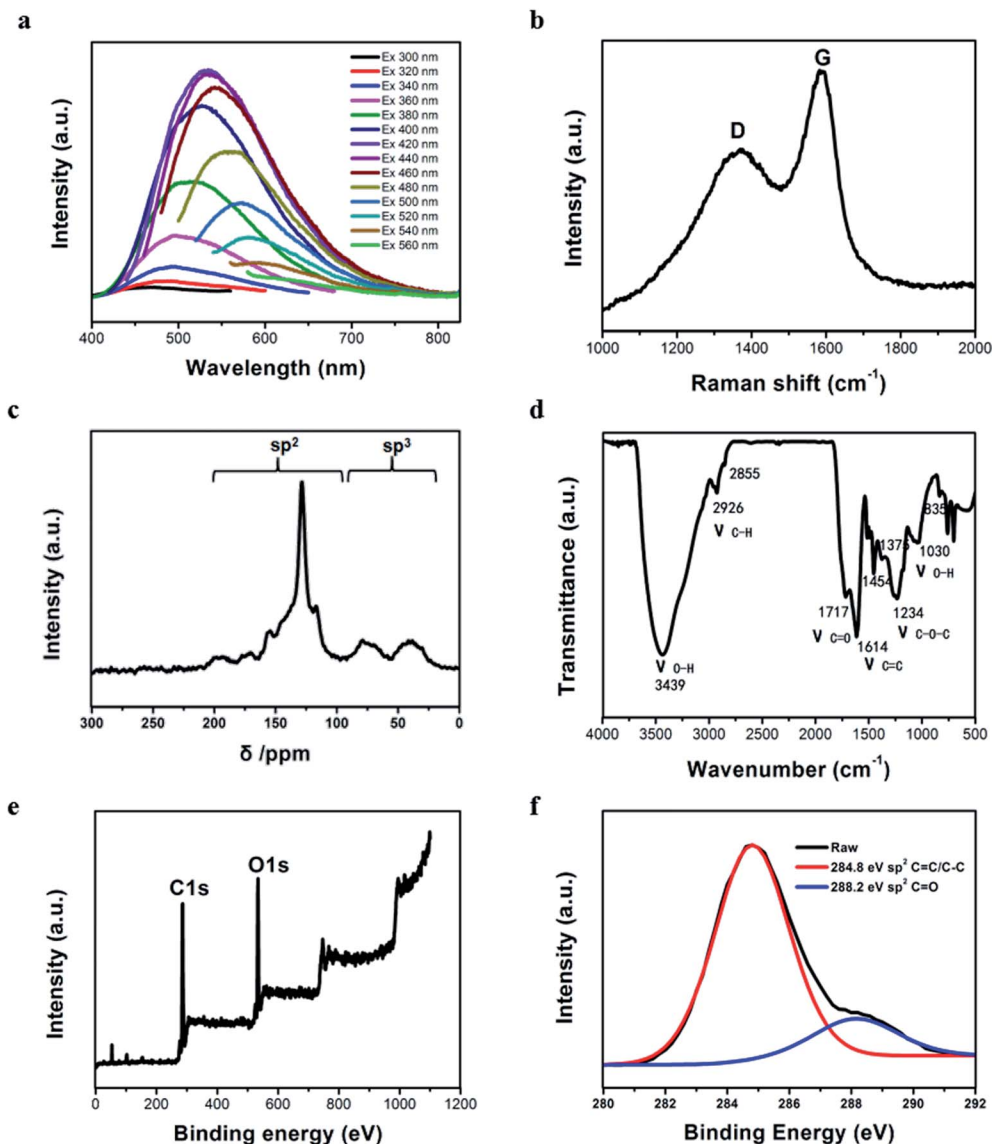 a
Intensity (a.u.)
Ex 300 nm
Ex 320 nm
Ex 340 nm
Ex 360 nm
Ex 380 nm
Ex 400 nm
Ex 420 nm
Ex 440 nm
Ex 460 nm
Ex 480 nm
Ex 500 nm
Ex 520 nm
Ex 540 nm
Ex 560 nm
400 500 600 700 800
Wavelength (nm)
b
Intensity (a.u.)
D
G
1000 1200 1400 1600 1800 2000
Raman shift (cm⁻¹)
c
Intensity (a.u.)
sp² sp³
300 250 200 150 100 50 0
δ /ppm
d
Transmittance (a.u.)
2855
2926
ν C-H
835
1376
1030
ν O-H
1454
1717
ν C=O
1234
ν C-O-C
1614
ν C=C
ν O-H
3439
4000 3500 3000 2000 1500 1000 500
Wavenumber (cm⁻¹)
e
Intensity (a.u.)
C1s
O1s
0 200 400 600 800 1000 1200
Binding energy (eV)
f
Intensity (a.u.)
Raw
284.8 eV sp² C=C/C-C
288.2 eV sp² C=O
280 282 284 286 288 290 292
Binding Energy (eV)